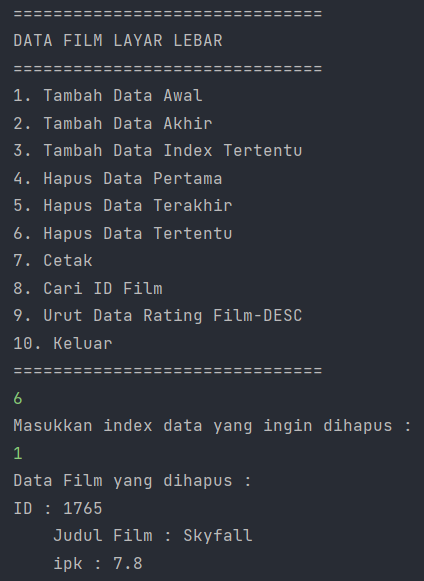 ===============================
DATA FILM LAYAR LEBAR
===============================
1. Tambah Data Awal
2. Tambah Data Akhir
3. Tambah Data Index Tertentu
4. Hapus Data Pertama
5. Hapus Data Terakhir
6. Hapus Data Tertentu
7. Cetak
8. Cari ID Film
9. Urut Data Rating Film-DESC
10. Keluar
===============================
6
Masukkan index data yang ingin dihapus :
1
Data Film yang dihapus :
ID : 1765
    Judul Film : Skyfall
    ipk : 7.8